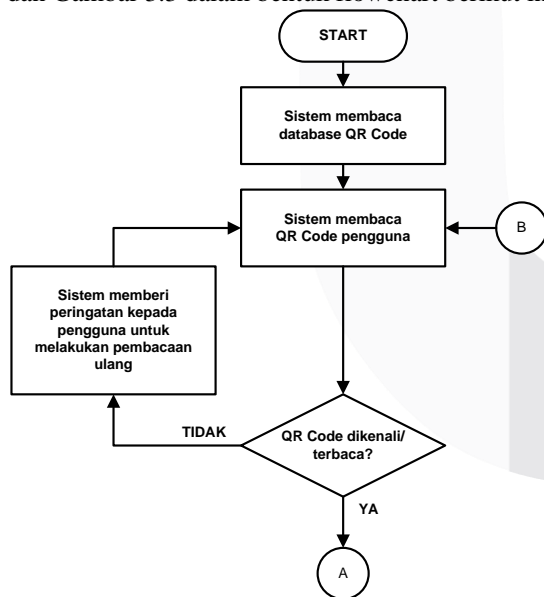 START
Sistem membaca
database QR Code
Sistem membaca
QR Code pengguna
B
Sistem memberi
peringatan kepada
pengguna untuk
melakukan pembacaan
ulang
TIDAK
QR Code dikenali/
terbaca?
YA
A